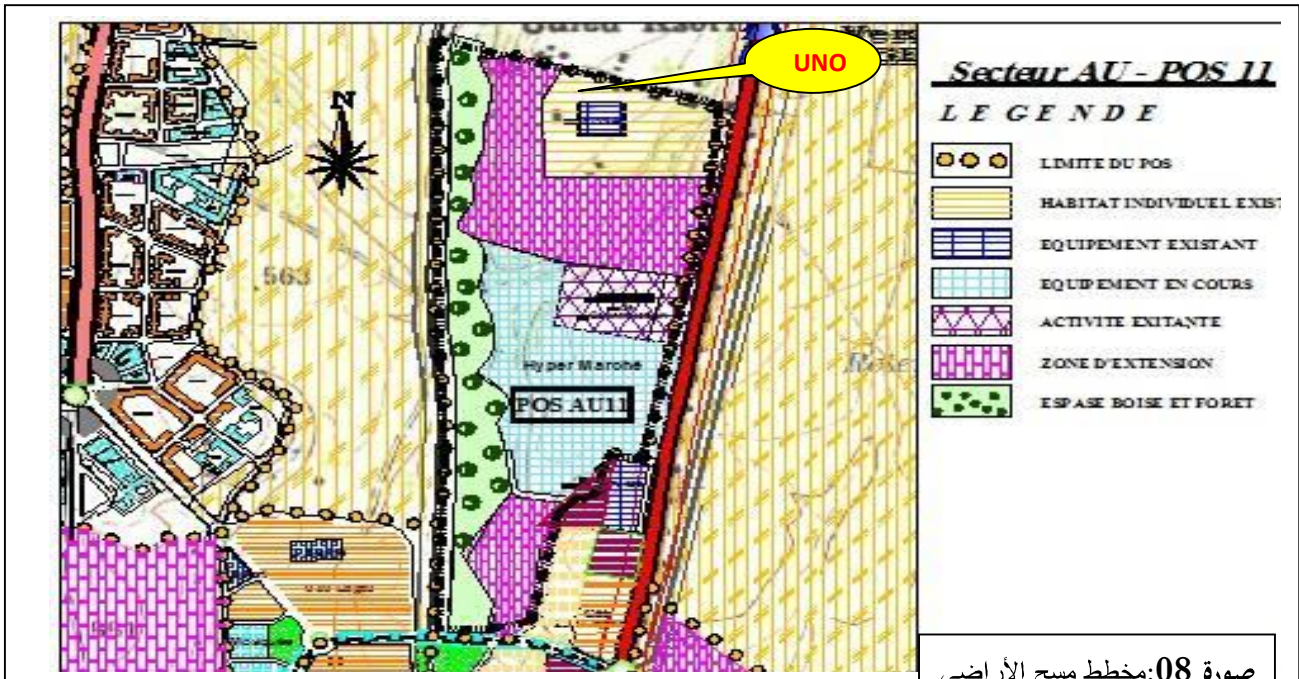 Ouled
UNO
N
563
Hyper Marche
POS AU11
Secteur AU - POS 11
L E G E N D E
LIMITE DU POS
HABITAT INDIVIDUEL EXIST
EQUIPEMENT EXISTANT
EQUIPEMENT EN COURS
ACTIVITE EXITANTE
ZONE D'EXTENSION
ESPASE BOISE ET FORET
صورة 08:مخطط مسح الأراضي